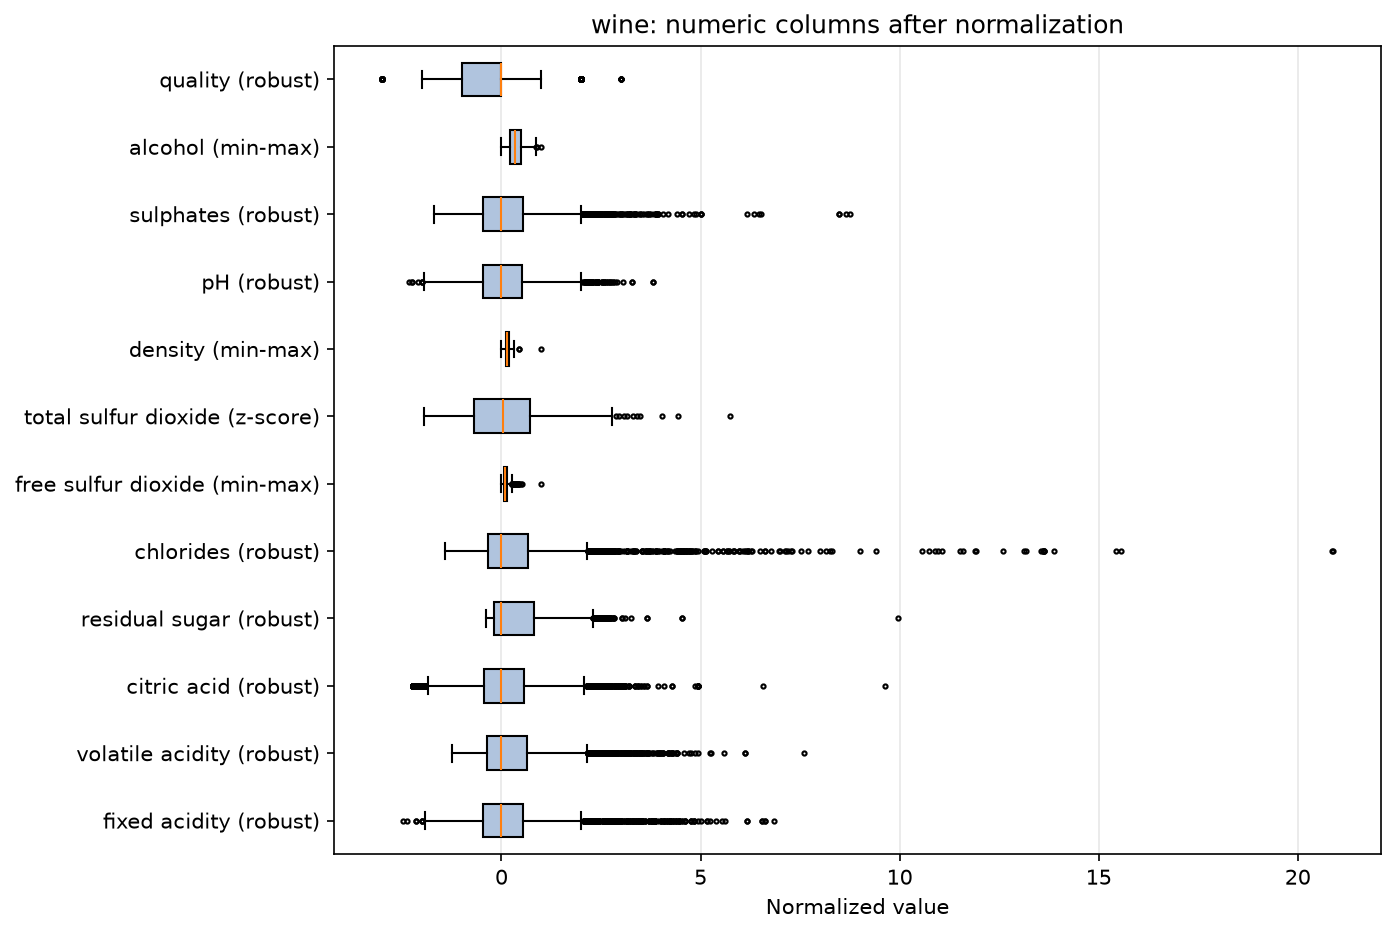 wine: numeric columns after normalization
quality (robust)
alcohol (min-max)
sulphates (robust)
pH (robust)
density (min-max)
total sulfur dioxide (z-score)
free sulfur dioxide (min-max)
chlorides (robust)
residual sugar (robust)
citric acid (robust)
volatile acidity (robust)
fixed acidity (robust)
0 5 10 15 20
Normalized value